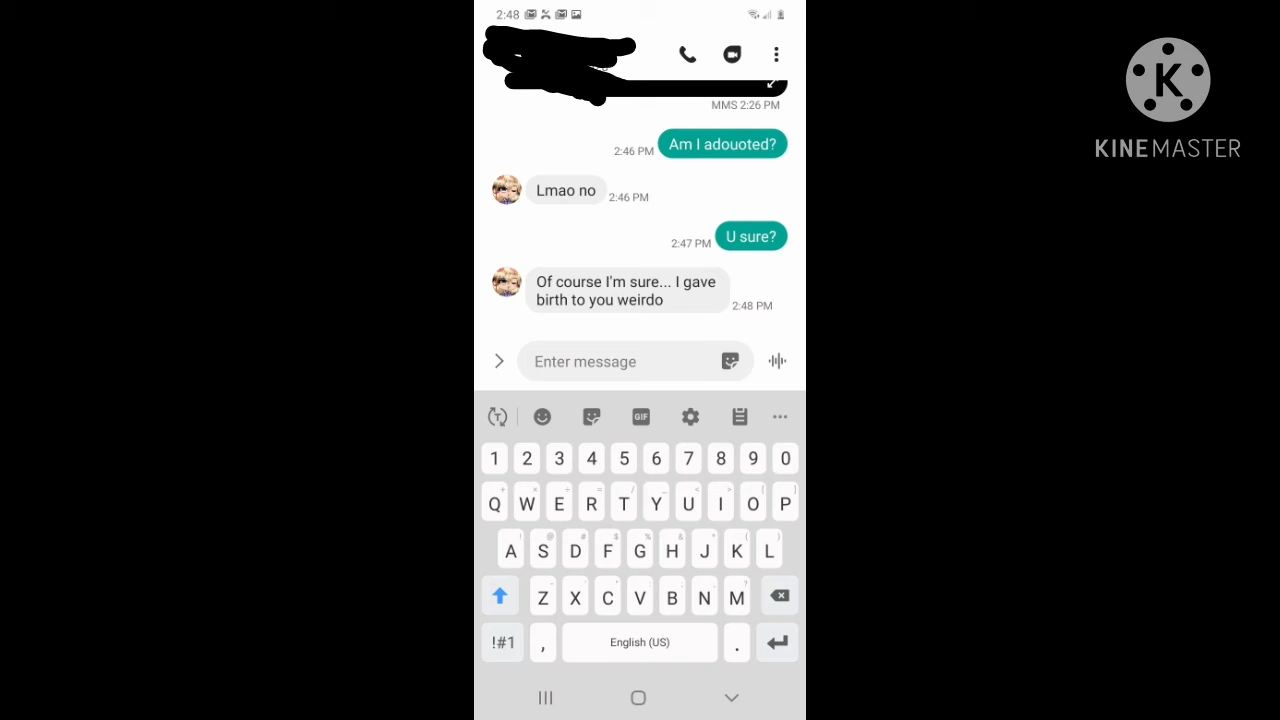 2:48
MMS 2:26 PM
2:46 PM Am I adouoted?
Lmao no 2:46 PM
2:47 PM U sure?
Of course I'm sure... I gave
birth to you weirdo 2:48 PM
Enter message
T GIF
1 2 3 4 5 6 7 8 9 0
Q W E R T Y U I O P
A S D F G H J K L
Z X C V B N M
!#1 , English (US) .
K
KINEMASTER